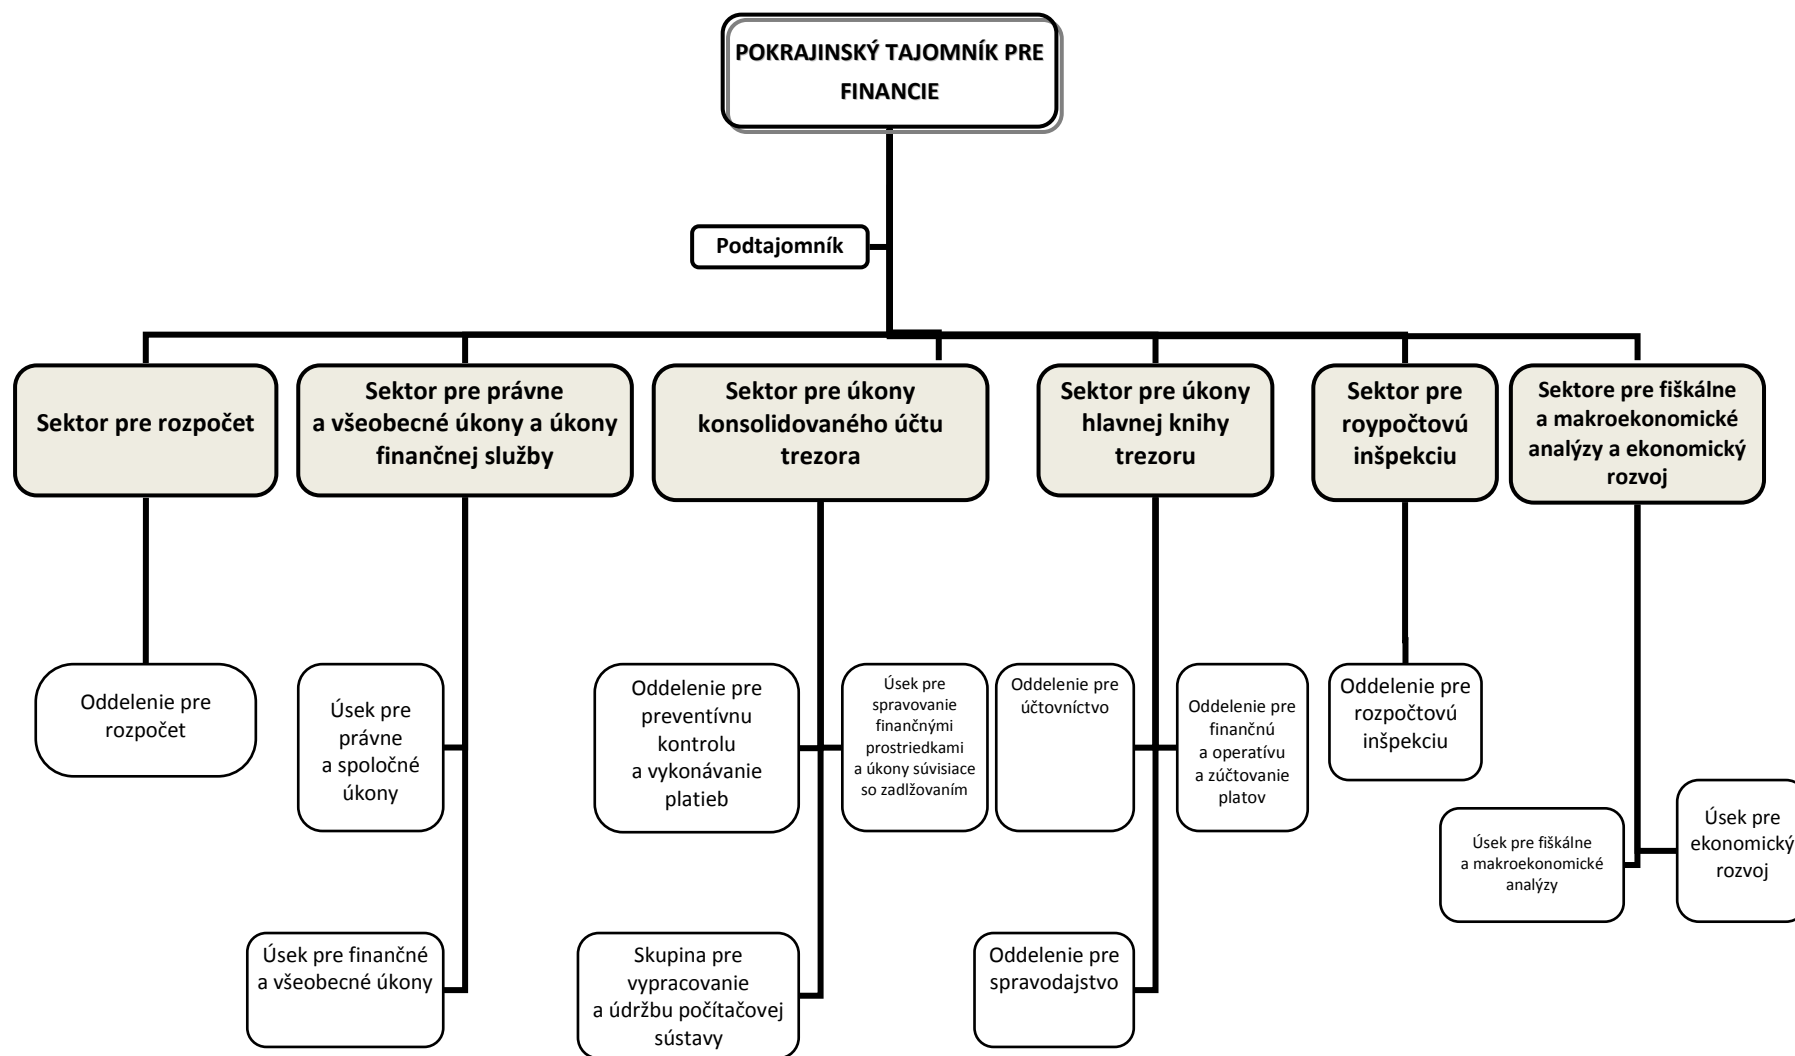 POKRAJINSKÝ TAJOMNÍK PRE
FINANCIE
Podtajomník
Sektor pre rozpočet
Sektor pre právne
a všeobecné úkony a úkony
finančnej služby
Sektor pre úkony
konsolidovaného účtu
trezora
Sektor pre úkony
hlavnej knihy
trezoru
Sektor pre
roypočtovú
inšpekciu
Sektore pre fiškálne
a makroekonomické
analýzy a ekonomický
rozvoj
Oddelenie pre
rozpočet
Úsek pre
právne
a spoločné
úkony
Oddelenie pre
preventívnu
kontrolu
a vykonávanie
platieb
Úsek pre
spravovanie
finančnými
prostriedkami
a úkony súvisiace
so zadlžovaním
Oddelenie pre
účtovníctvo
Oddelenie pre
finančnú
a operatívu
a zúčtovanie
platov
Oddelenie pre
rozpočtovú
inšpekciu
Úsek pre fiškálne
a makroekonomické
analýzy
Úsek pre
ekonomický
rozvoj
Úsek pre finančné
a všeobecné úkony
Skupina pre
vypracovanie
a údržbu počítačovej
sústavy
Oddelenie pre
spravodajstvo